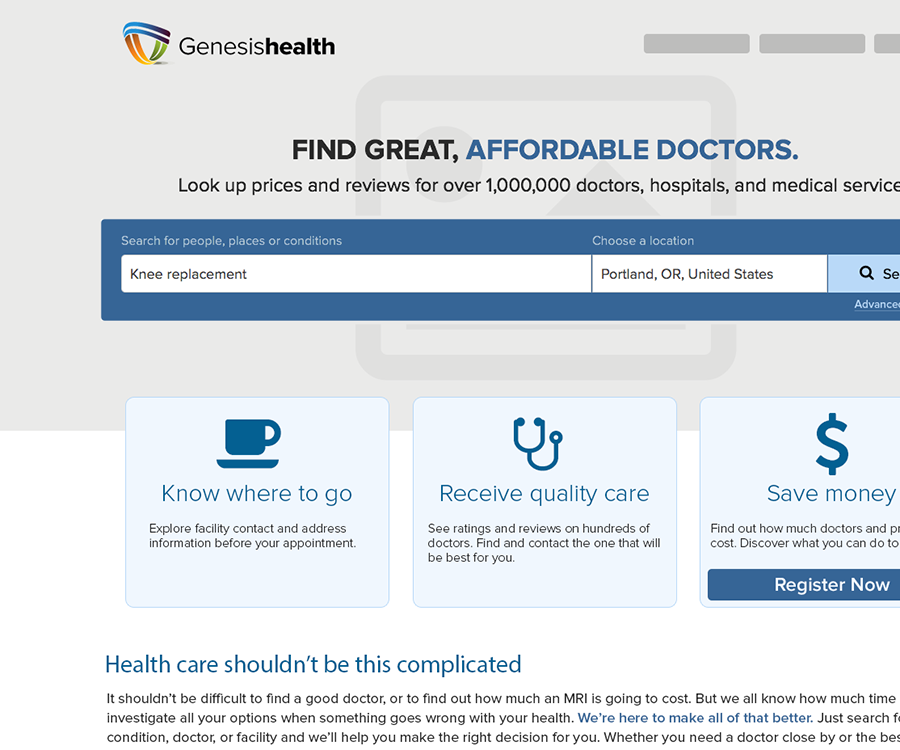 Genesishealth
FIND GREAT, AFFORDABLE DOCTORS.
Look up prices and reviews for over 1,000,000 doctors, hospitals, and medical service
Search for people, places or conditions
Choose a location
Knee replacement
Portland, OR, United States
Se
Advanced
Know where to go
Explore facility contact and address
information before your appointment.
Receive quality care
See ratings and reviews on hundreds of
doctors. Find and contact the one that will
be best for you.
Save money
Find out how much doctors and pr
cost. Discover what you can do to
Register Now
Health care shouldn't be this complicated
It shouldn't be difficult to find a good doctor, or to find out how much an MRI is going to cost. But we all know how much time
investigate all your options when something goes wrong with your health. We're here to make all of that better. Just search fo
condition, doctor, or facility and we'll help you make the right decision for you. Whether you need a doctor close by or the bes